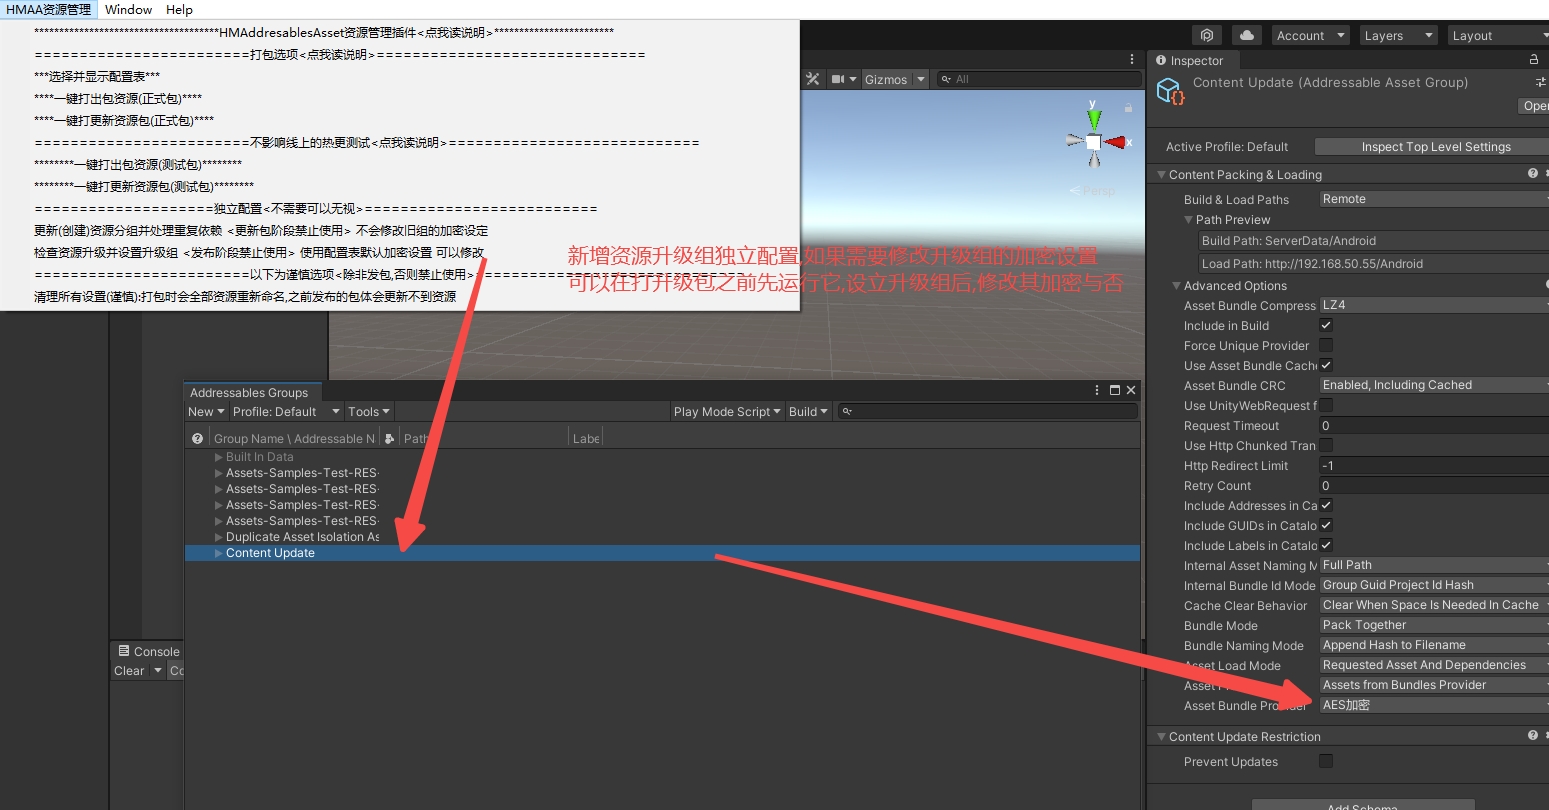 HMAA资源管理 Window Help
***********************************HMAddresablesAsset资源管理插件<点我读说明>***********************
========================打包选项<点我读说明>==============================
***选择并显示配置表***
****一键打出包资源(正式包)****
****一键打更新资源包(正式包)****
========================不影响线上的热更测试<点我读说明>============================
********一键打出包资源(测试包)********
********一键打更新资源包(测试包)********
====================独立配置<不需要可以无视>==========================
更新(创建)资源分组并处理重复依赖 <更新包阶段禁止使用> 不会修改旧组的加密设定
检查资源升级并设置升级组 <发布阶段禁止使用> 使用配置表默认加密设置 可以修改
========================以下为谨慎选项<除非发包,否则禁止使用>=
清理所有设置(谨慎):打包时会全部资源重新命名,之前发布的包体会更新不到资源
新增资源升级组独立配置,如果需要修改升级组的加密设置
可以在打升级包之前先运行它,设立升级组后,修改其加密与否
Account Layers Layout
Gizmos All
y
x
Persp
Addressables Groups
New Profile: Default Tools Play Mode Script Build
Group Name \ Addressable N Path Labe
Built In Data
Assets-Samples-Test-RES-
Assets-Samples-Test-RES-
Assets-Samples-Test-RES-
Assets-Samples-Test-RES-
Duplicate Asset Isolation As
Content Update
Console
Clear Co
Inspector
Content Update (Addressable Asset Group)
Open
Active Profile: Default Inspect Top Level Settings
Content Packing & Loading
Build & Load Paths Remote
Path Preview
Build Path: ServerData/Android
Load Path: http://192.168.50.55/Android
Advanced Options
Asset Bundle Compress LZ4
Include in Build
Force Unique Provider
Use Asset Bundle Cach
Asset Bundle CRC Enabled, Including Cached
Use UnityWebRequest f
Request Timeout 0
Use Http Chunked Tran
Http Redirect Limit -1
Retry Count 0
Include Addresses in Ca
Include GUIDs in Catalo
Include Labels in Catalo
Internal Asset Naming M Full Path
Internal Bundle Id Mode Group Guid Project Id Hash
Cache Clear Behavior Clear When Space Is Needed In Cache
Bundle Mode Pack Together
Bundle Naming Mode Append Hash to Filename
Asset Load Mode Requested Asset And Dependencies
Asset Assets from Bundles Provider
Asset Bundle Provider AES加密
Content Update Restriction
Prevent Updates
Add Schema